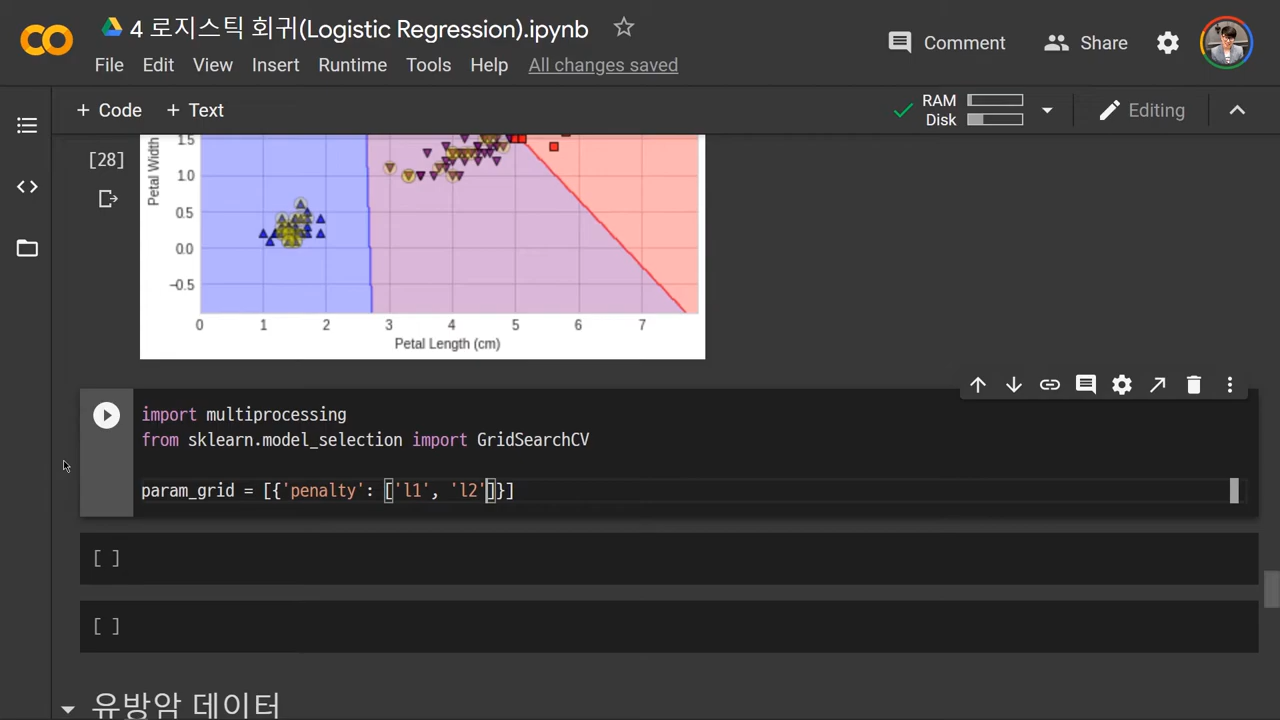 4 로지스틱 회귀(Logistic Regression).ipynb
Comment
Share
File Edit View Insert Runtime Tools Help All changes saved
+ Code + Text
RAM
Disk
Editing
[28]
Petal Width
1.5
1.0
0.5
0.0
−0.5
0 1 2 3 4 5 6 7
Petal Length (cm)
import multiprocessing
from sklearn.model_selection import GridSearchCV
param_grid = [{'penalty': ['l1', 'l2']}]
[ ]
[ ]
유방암 데이터